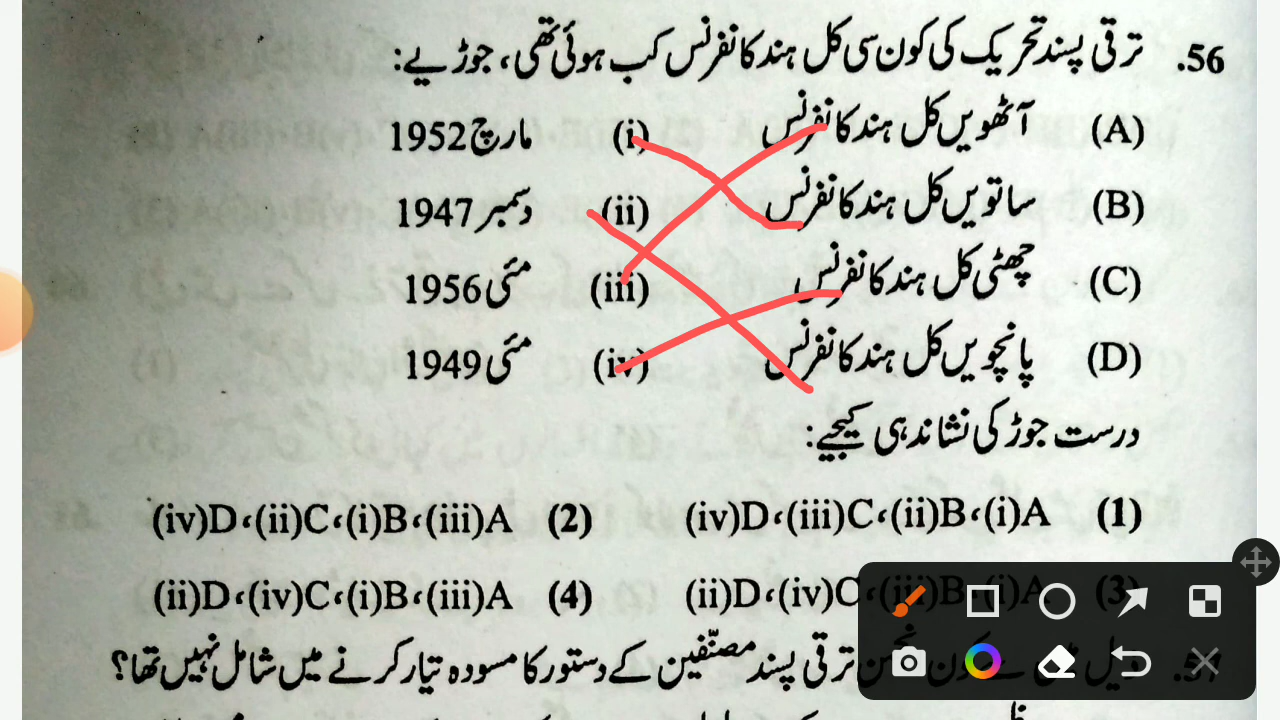 56. ترقی پسند تحریک کی کون سی کل ہند کانفرنس کب ہوئی تھی، جوڑیے:
(A) آٹھویں کل ہند کانفرنس (i) مارچ 1952
(B) ساتویں کل ہند کانفرنس (ii) دسمبر 1947
(C) چھٹی کل ہند کانفرنس (iii) مئی 1956
(D) پانچویں کل ہند کانفرنس (iv) مئی 1949
درست جوڑ کی نشاندہی کیجیے:
(1) (iv)D،(iii)C،(ii)B،(i)A (2) (iv)D،(ii)C،(i)B،(iii)A
(3) (ii)D،(iv)C،(iii)B،(i)A (4) (ii)D،(iv)C،(i)B،(iii)A
57. ترقی پسند مصنّفین کے دستور کا مسودہ تیار کرنے میں شامل نہیں تھا؟